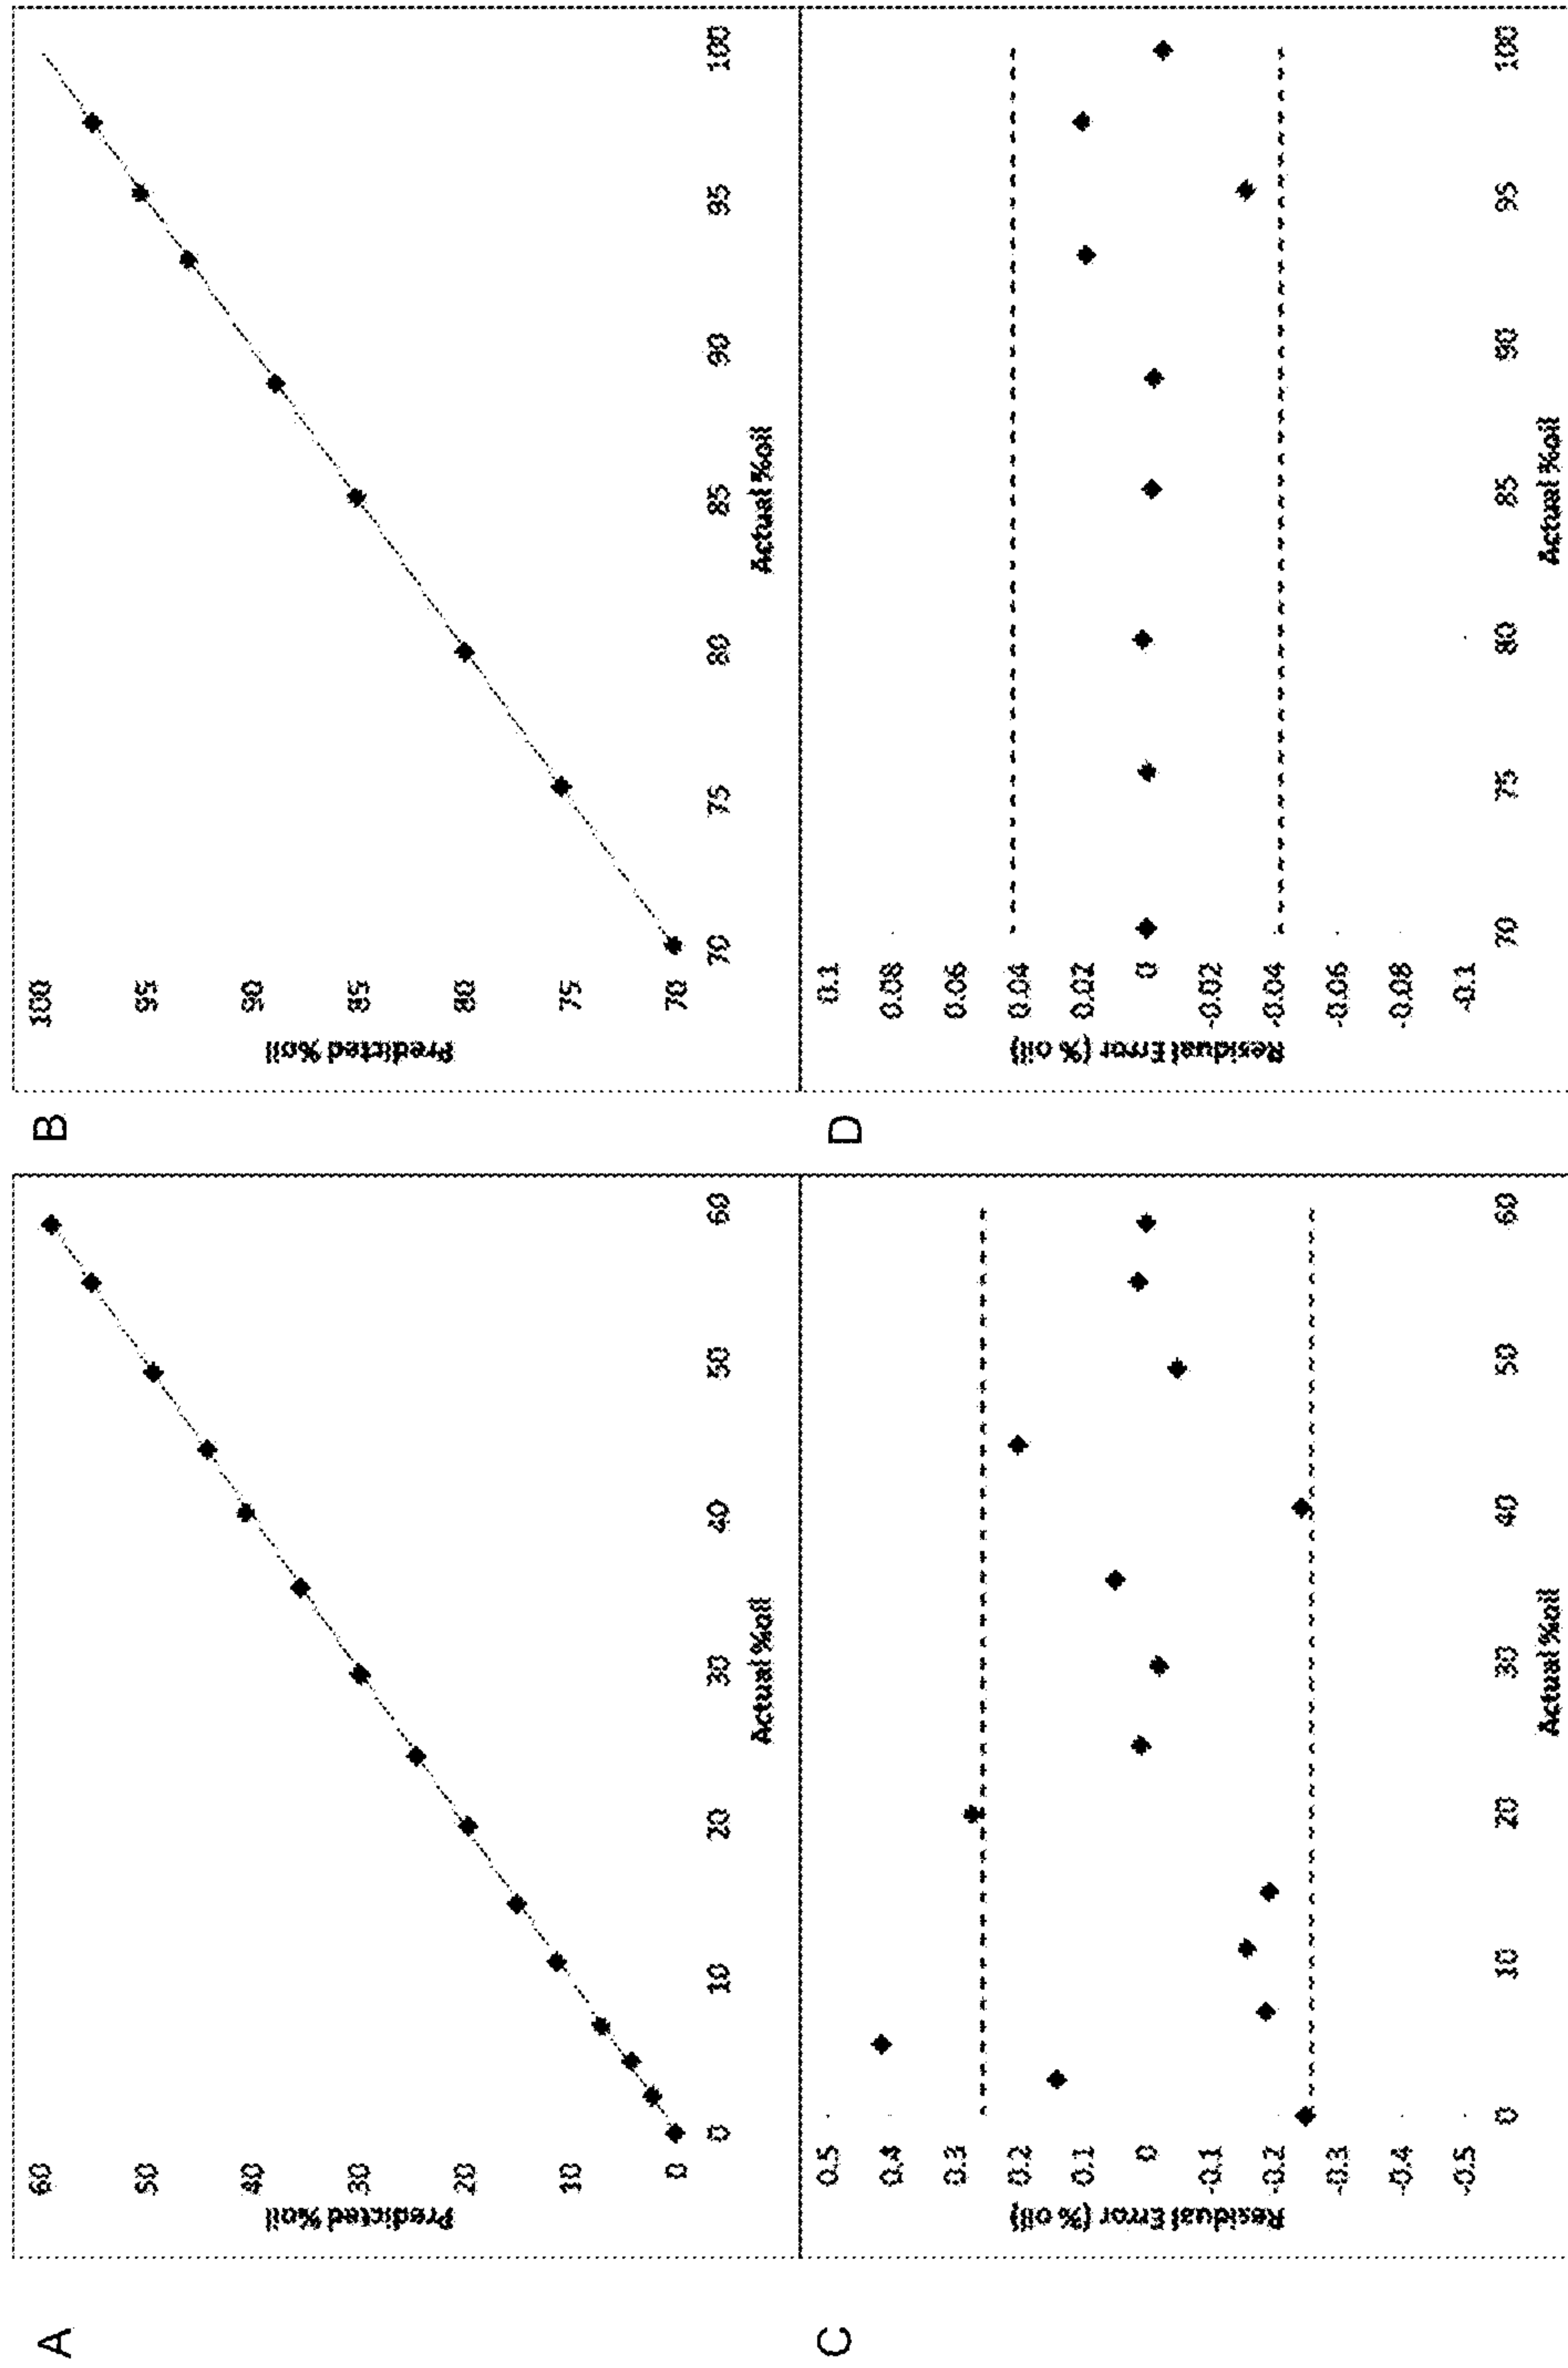 A
60
50
40
30
20
10
0
Predicted %oil
0 10 20 30 40 50 60
Actual %oil
B
100
95
90
85
80
75
70
Predicted %oil
70 75 80 85 90 95 100
Actual %oil
C
0.5
0.4
0.3
0.2
0.1
0
-0.1
-0.2
-0.3
-0.4
-0.5
Residual Error (% oil)
0 10 20 30 40 50 60
Actual %oil
D
0.1
0.08
0.06
0.04
0.02
0
-0.02
-0.04
-0.06
-0.08
-0.1
Residual Error (% oil)
70 75 80 85 90 95 100
Actual %oil